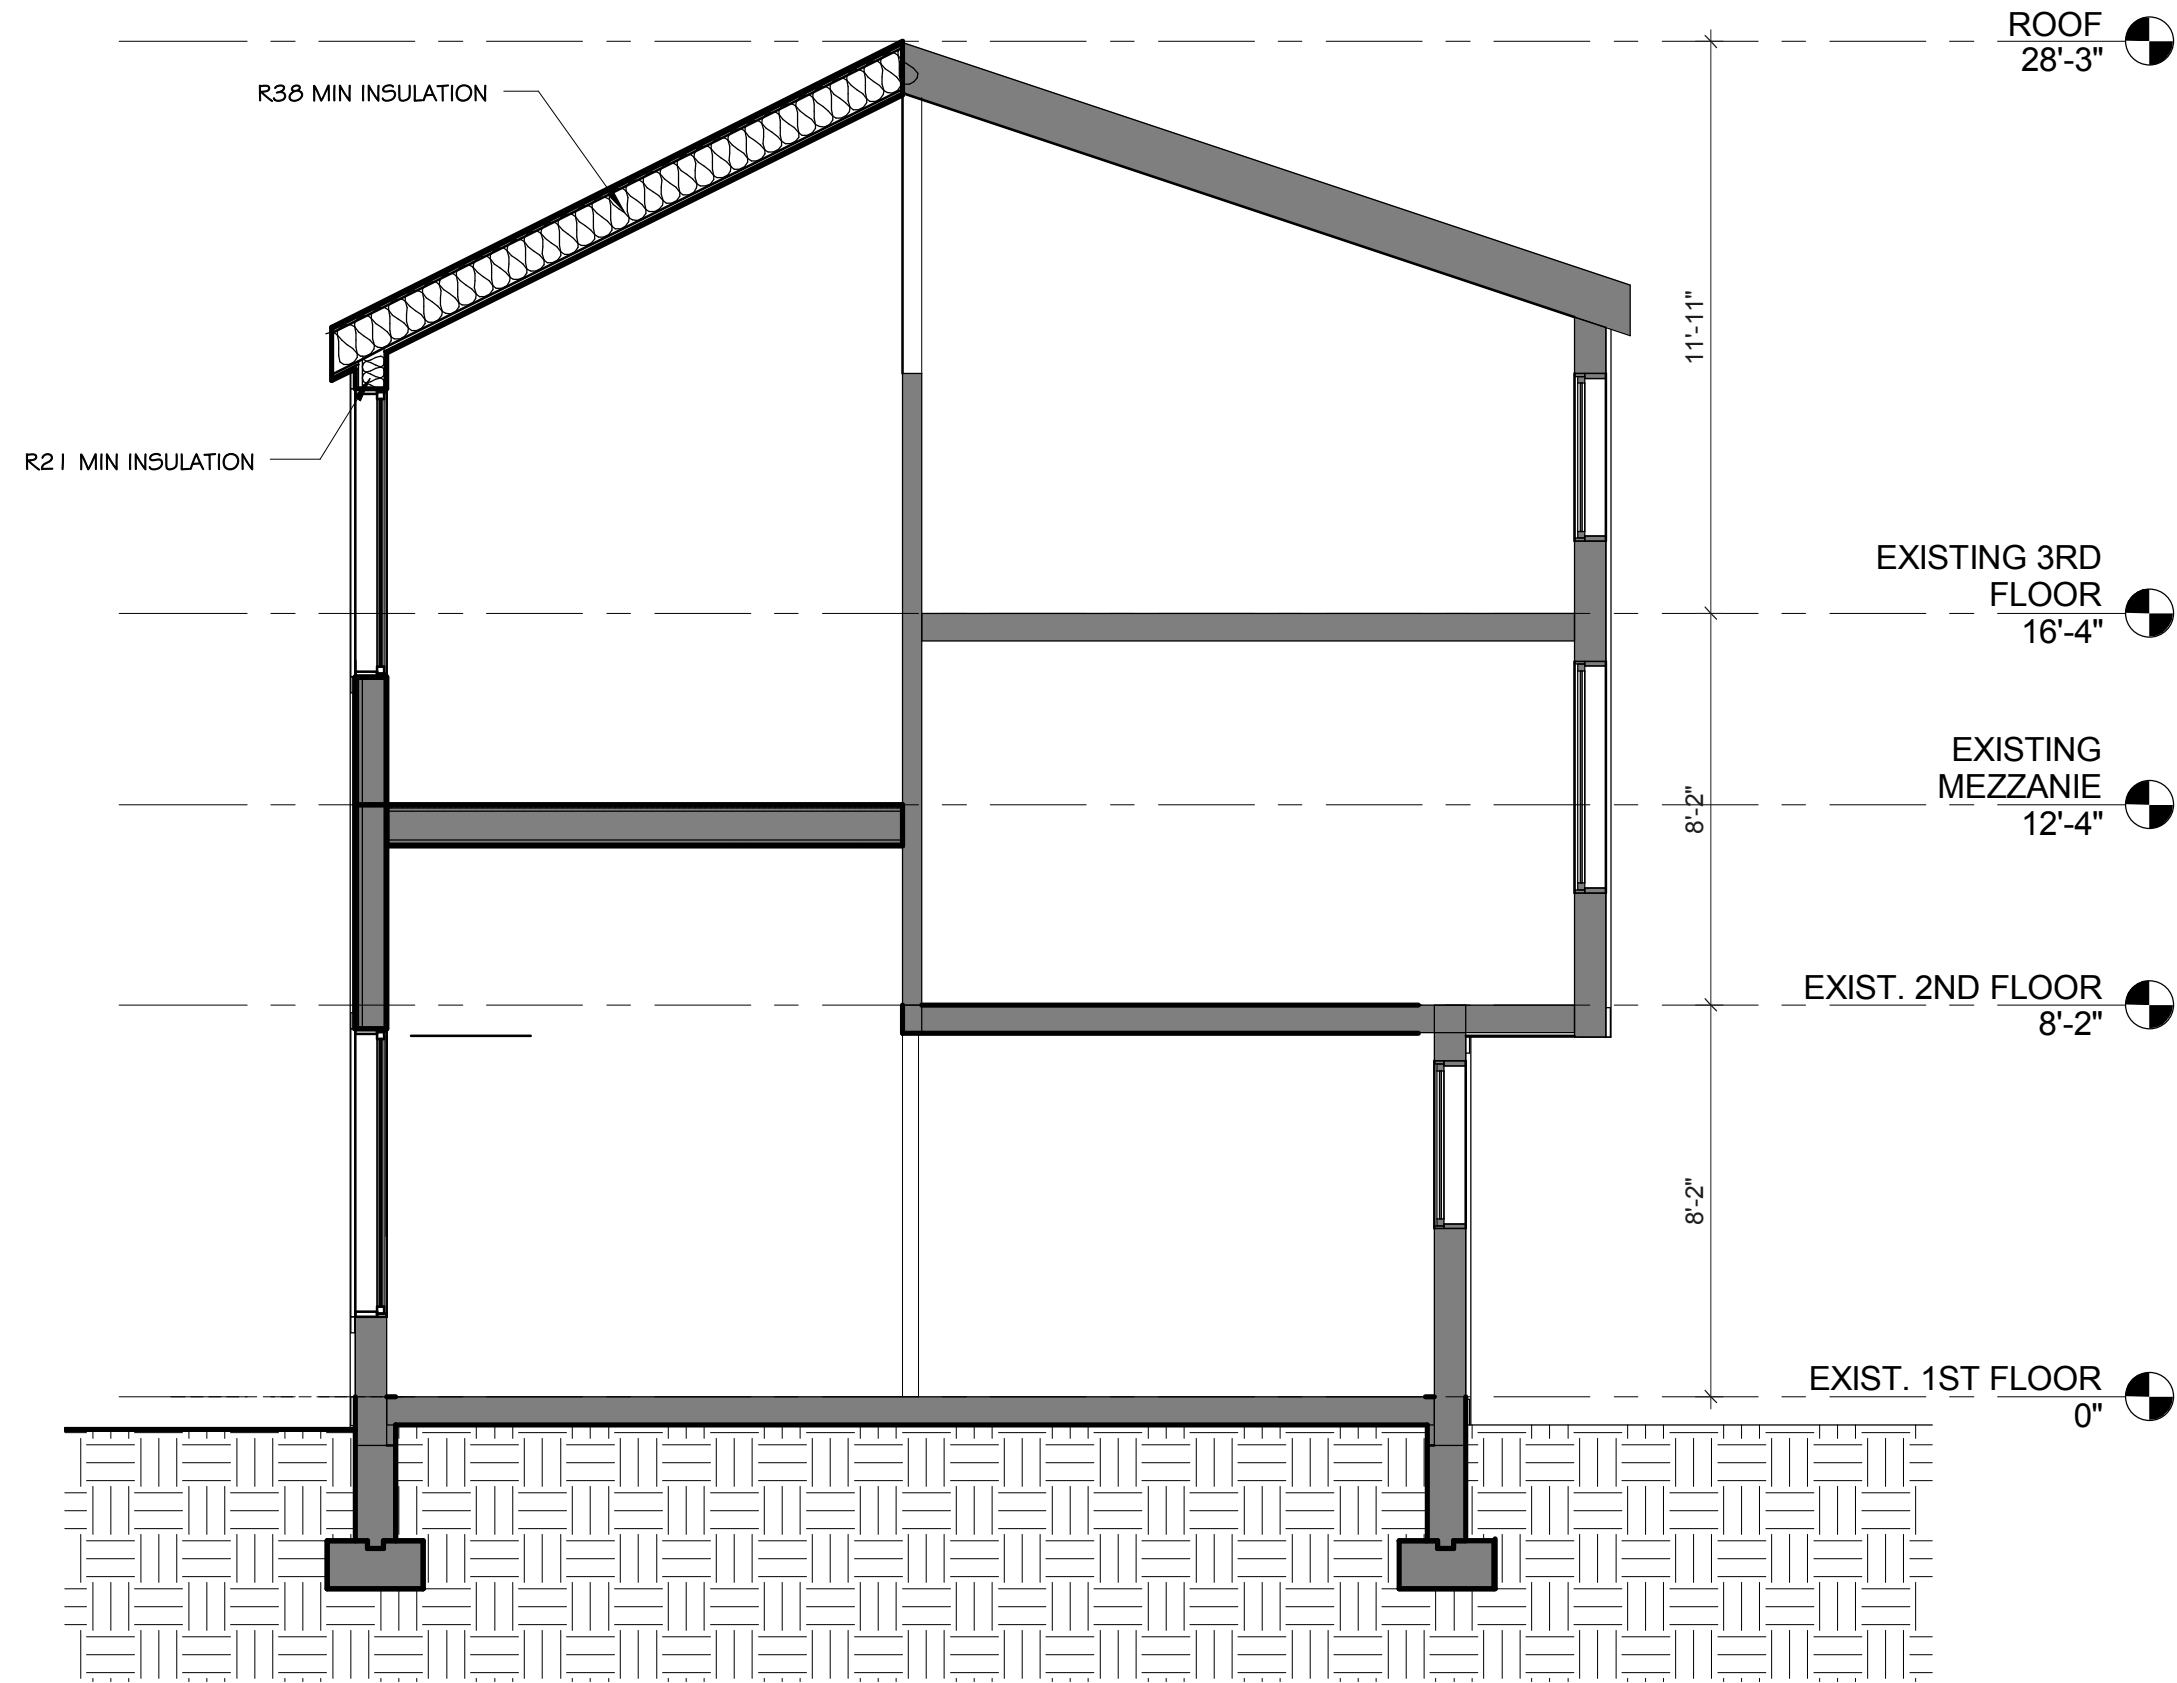 ROOF
28'-3"
R38 MIN INSULATION
11'-11"
R21 MIN INSULATION
EXISTING 3RD
FLOOR
16'-4"
EXISTING
MEZZANIE
12'-4"
8'-2"
EXIST. 2ND FLOOR
8'-2"
8'-2"
EXIST. 1ST FLOOR
0"